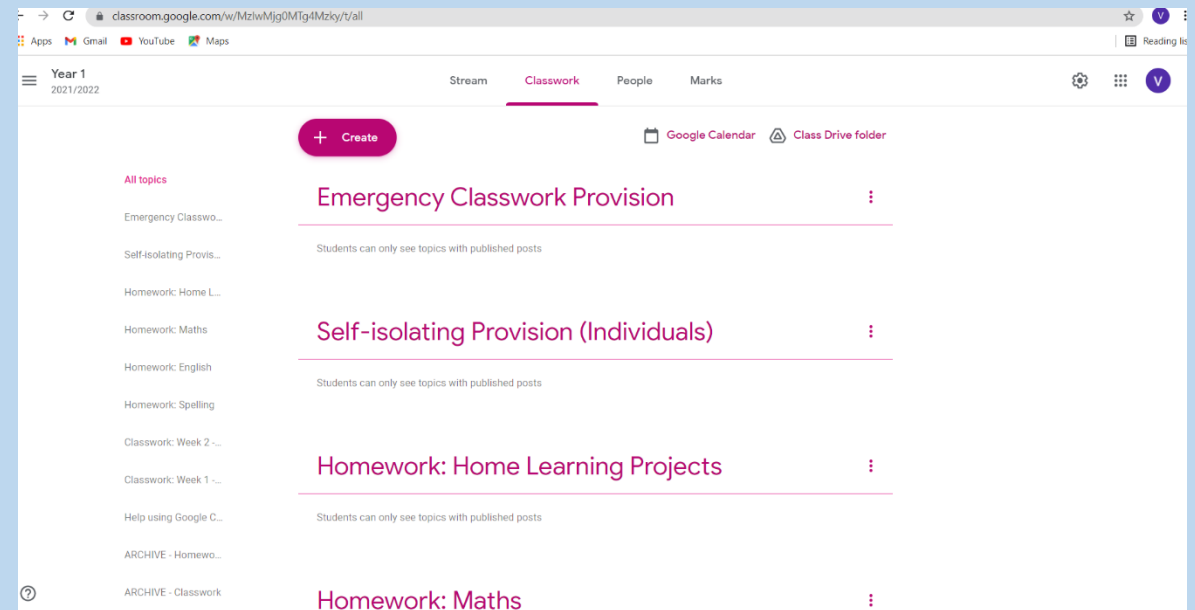 classroom.google.com/w/MzIwMjg0MTg4Mzky/t/all
V
Apps Gmail YouTube Maps
Reading lis
Year 1
2021/2022
Stream Classwork People Marks
V
+ Create
Google Calendar Class Drive folder
All topics
Emergency Classwo...
Self-isolating Provis...
Homework: Home L...
Homework: Maths
Homework: English
Homework: Spelling
Classwork: Week 2 -...
Classwork: Week 1 -...
Help using Google C...
ARCHIVE - Homewo...
ARCHIVE - Classwork
Emergency Classwork Provision
Students can only see topics with published posts
Self-isolating Provision (Individuals)
Students can only see topics with published posts
Homework: Home Learning Projects
Students can only see topics with published posts
Homework: Maths